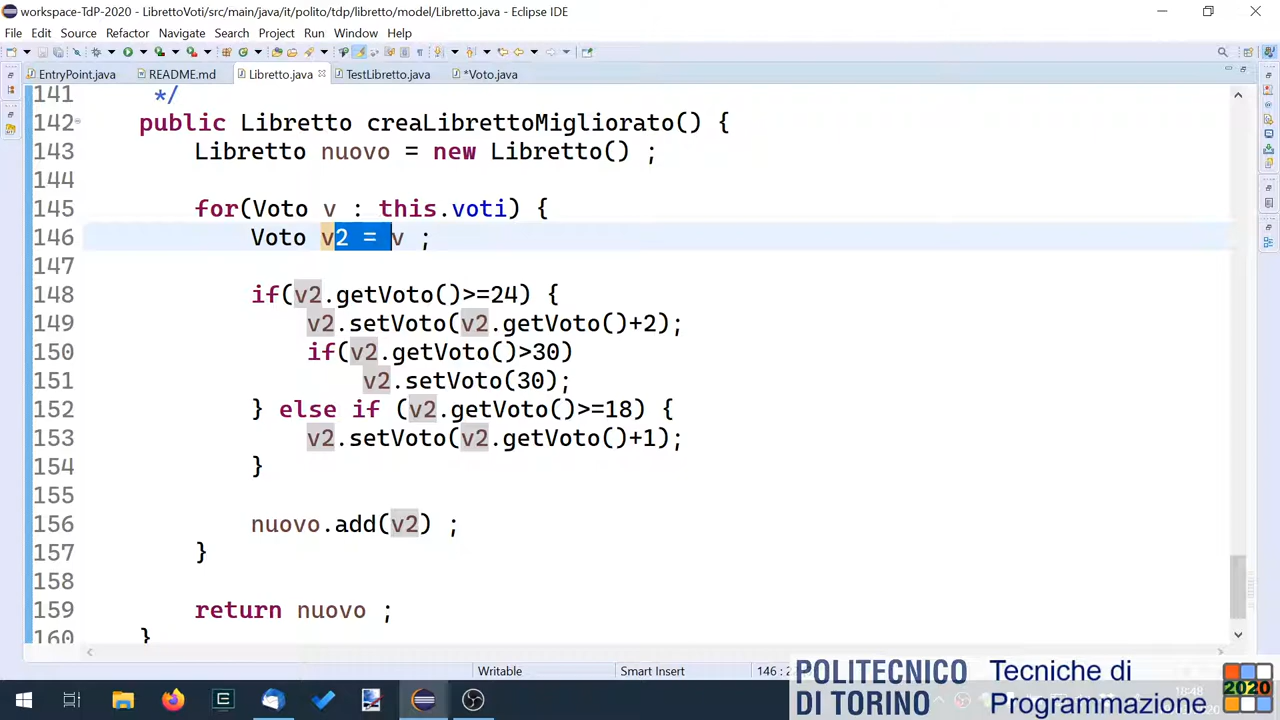 workspace-TdP-2020 - LibrettoVoti/src/main/java/it/polito/tdp/libretto/model/Libretto.java - Eclipse IDE
File Edit Source Refactor Navigate Search Project Run Window Help
EntryPoint.java README.md Libretto.java TestLibretto.java *Voto.java
141 */
142 public Libretto creaLibrettoMigliorato() {
143 Libretto nuovo = new Libretto() ;
144
145 for(Voto v : this.voti) {
146 Voto v2 = v ;
147
148 if(v2.getVoto()>=24) {
149 v2.setVoto(v2.getVoto()+2);
150 if(v2.getVoto()>30)
151 v2.setVoto(30);
152 } else if (v2.getVoto()>=18) {
153 v2.setVoto(v2.getVoto()+1);
154 }
155
156 nuovo.add(v2) ;
157 }
158
159 return nuovo ;
160 }
Writable Smart Insert
POLITECNICO DI TORINO
Tecniche di Programmazione
2020
18:48